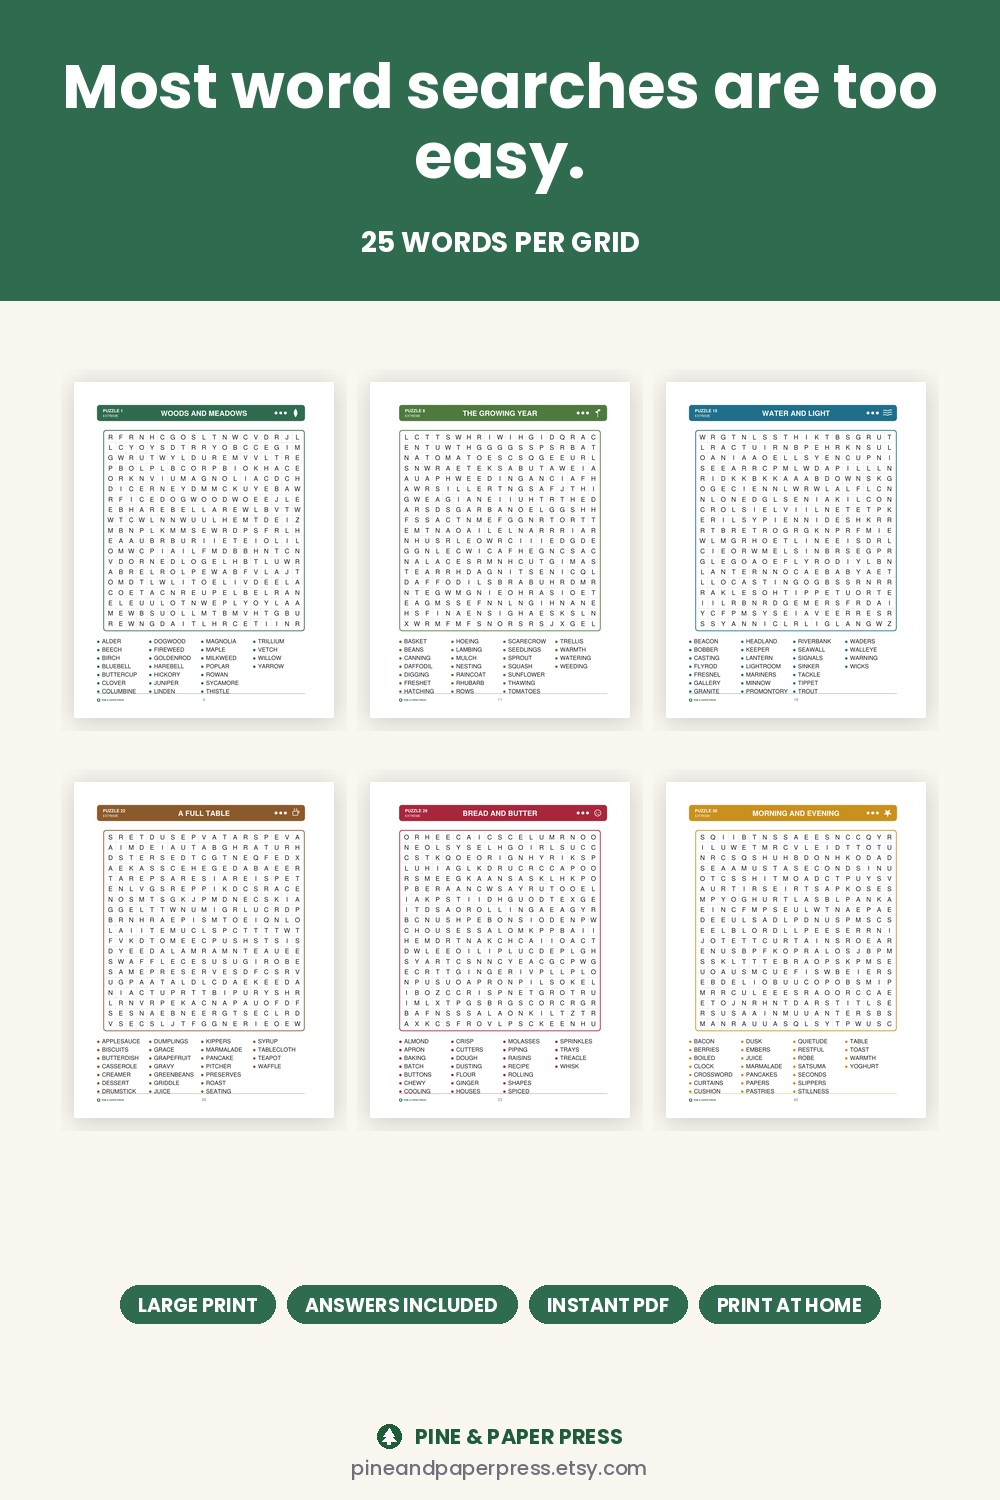 Most word searches are too
easy.
25 WORDS PER GRID
PUZZLE 1
EXTREME
WOODS AND MEADOWS
R F R N H C G O S L T N W C V D R J L
L C Y O Y S D T R R Y O B C C E G I M
G W R U T W Y L D U R E M V V L T R E
P B O L P L B C O R P B I O K H A C E
O R K N V I U M A G N O L I A C D C H
D I C E R N E Y D M M C K U Y E B A W
R F I C E D O G W O O D W O E E J L E
E B H A R E B E L L A R E W L B V T W
W T C W L N N W U U L H E M T D E I Z
M B N P L K M M S E W R D P S F R L H
E A A U B R B U R I I E T E I O L I L
O M W C P I A I L F M D B B H N T C N
V D O R N E D L O G E L H B T L U W R
A B R E L R O L P E W A B F V L A J T
O M D T L W L I T O E L I V D E E L A
C O E T A C N R E U P E L B E L R A N
E L E U U L O T N W E P L Y O Y L A A
M E W B S U O L L M T B M V H T G B U
R E W N G D A I T L H R C E T I I N R
ALDER DOGWOOD MAGNOLIA TRILLIUM
BEECH FIREWEED MAPLE VETCH
BIRCH GOLDENROD MILKWEED WILLOW
BLUEBELL HAREBELL POPLAR YARROW
BUTTERCUP HICKORY ROWAN
CLOVER JUNIPER SYCAMORE
COLUMBINE LINDEN THISTLE
THE GROWING YEAR
EXTREME
L C T T S W H R I W I H G I D Q R A C
E N T U W T H G G G G S S P S R B A T
N A T O M A T O E S C S Q G E E U R L
S N W R A E T E K S A B U T A W E I A
A U A P H W E E D I N G A N C I A F H
A W R S I L L E R T N G S A F J T H I
G W E A G I A N E I I U H T R T H E D
A R S D S G A R B A N O E L G G S H H
F S S A C T N M E F G G N R T O R T T
E M T N A O A I L E L N A R R R I A R
N H U S R L E O W R C I I I E D G D E
G G N L E C W I C A F H E G N C S A C
N A L A C E S R M N H C U T G I M A S
T E A R R H D A G N I T S E N I C Q L
D A F F O D I L S B R A B U H R D M R
N T E G W M G N I E O H R A S I O E T
E A G M S S E F N N L N G I H N A N E
H S F I N A E N S I G H A E S K S L N
X W R M F M F S N O R S R S J X G E L
BASKET HOEING SCARECROW TRELLIS
BEANS LAMBING SEEDLINGS WARMTH
CANNING MULCH SPROUT WATERING
DAFFODIL NESTING SQUASH WEEDING
DIGGING RAINCOAT SUNFLOWER
FRESHET RHUBARB THAWING
HATCHING ROWS TOMATOES
WATER AND LIGHT
EXTREME
W R G T N L S S T H I K T B S G R U T
L R A C T U I R N B P E H R K N S U L
O A N I A A O E L L S Y E N C U P N I
S E E A R R C P M L W D A P I L L L N
R I D K K B K K A A A B D O W N S K G
O G E C I E N N L W R W L A L F L C N
N L O N E D G L S E N I A K I L C O N
C R O L S I E L V I I L N E T E T P K
E R I L S Y P I E N N I D E S H K R R
R T B R E T R O G R G K N P R F M I E
W L M G R H O E T L I N E E I S D R L
C I E O R W M E L S I N B R S E G P R
G L E G O A O E F L Y R O D I Y L B N
L A N T E R N N O C A E B A B Y A E T
L L O C A S T I N G O G B S S R N R R
R A K L E S O H T I P P E T T O R V E
I I L R B N R D G E M E R S F R D A I
Y C F P M S Y S E I A V E E R R E S R
S S Y A N N I C L R L I G L A N G W Z
BEACON HEADLAND RIVERBANK WADERS
BOBBER KEEPER SEAWALL WALLEYE
CASTING LANTERN SIGNALS WARNING
FLYROD LIGHTROOM SINKER WICKS
FRESNEL MARINERS TACKLE
GALLERY MINNOW TIPPET
GRANITE PROMONTORY TROUT
A FULL TABLE
EXTREME
S R E T D U S E P V A T A R S P E V A
A I M D E I A U T A B G H R A T U R H
D S T E R S E D T C G T N E Q F E D X
A E K A S S C E H E G E D A B A E E R
T A R E P S A R E S I A R E I S P E T
E N L V G S R E P P I K D C S R A C E
N O S M T S G K J P M D N E C S K I A
G G E L T T W N U M I G R L U C R D P
B R N H R A E P I S M T O E I Q N L O
L A I I T E M U C L S P C T T T T W T
F V K D T O M E E C P U S H S T S I S
D Y E E D A L A M R A M N T E A U E E
S W A F F L E C E S U S U G I R O B E
S A M E P R E S E R V E S D F C S R V
U G P A A T A L D L C D A E K E E D A
N I A C T U P R T T B I P U R Y S H R
L R N V R P E K A C N A P A U O F D F
S E S N A E B N E E R G T S E C L R D
V S E C S L J T F G G N E R I E O E W
APPLESAUCE DUMPLINGS KIPPERS SYRUP
BISCUITS GRACE MARMALADE TABLECLOTH
BUTTERDISH GRAPEFRUIT PANCAKE TEAPOT
CASSEROLE GRAVY PITCHER WAFFLE
CREAMER GREENBEANS PRESERVES
DESSERT GRIDDLE ROAST
DRUMSTICK JUICE SEATING
BREAD AND BUTTER
EXTREME
O R H E E C A I C S C E L U M R N O O
N E O L S Y S E L H G O I R L S U C C
C S T K Q O E O R I G N H Y R I K S P
L U H I A G L K D R U C R C C A P O O
R S M E E G K A A N S A S K L H K P O
P B E R A A N C W S A Y R U T O O E L
I A K P S T I I D H G U O D T E X G E
I T D S A O R O L L I N G A E A G Y R
B C N U S H P E B O N S I O D E N P W
C H O U S E S S A L O M K P P B A I I
H E M D R T N A K C H C A I I O A C T
D W L E E O I L I P L U C D E P L G H
S Y A R T C S N N C Y E A C G C P W G
E C R T T G I N G E R I V P L L P L O
N P U S U O A P R O N P I L S O K E L
I B O Z C C R I S P N E T G R O T R U
I M L X T P G S B R G S C O R C R G R
B N A E G S S S A L A O N K I L T Z T R
A X K C S F R O V L P S C K E E N H U
ALMOND CRISP MOLASSES SPRINKLES
APRON CUTTERS PIPING TRAYS
BAKING DOUGH RAISINS TREACLE
BATCH DUSTING RECIPE WHISK
BUTTONS FLOUR ROLLING
CHEWY GINGER SHAPES
COOLING HOUSES SPICED
MORNING AND EVENING
EXTREME
S Q I I B T N S S A E E S N C C Q Y R
I L U W E T M R C V L E I D T T O T U
N R C S Q S H U H B D O N H K O D A D
S E A A E M U S T A S E C O N D S I N U
O T C S S H I T M O A D C T P U Y S V
A U R T I R S E I R T S A P K O S E S
M P Y O G H U R T L A S B L P A N K A
E I N C F M P S E U L W T N A E P A E
D E E U L S A D L P D N U S P M S C S
E E L B L O R D L L P E E S E R R N I
J O T E T T C U R T A I N S R O E A R
E N U S B P F K O P R A L O S J B P M
S S K L T T T E B R A O P S K P M S E
U O A U S M C U E F I S W B E I E R S
E B D E L I O B U U C O P O B S M I P
M R R C U L E E E S R A O O R C C A E
E T O J N R H N T D A R S T I T L S E
R S U S A A I N M U U A T B E E N S S
M A N R A U U A S Q L S Y T P W U S C
BACON DUSK QUIETUDE TABLE
BERRIES EMBERS RESTFUL TOAST
BOILED JUICE ROBE WARMTH
CLOCK MARMALADE SATSUMA YOGHURT
CROSSWORD PANCAKES SECONDS
CURTAINS PAPERS SLIPPERS
CUSHION PASTRIES STILLNESS
LARGE PRINT
ANSWERS INCLUDED
INSTANT PDF
PRINT AT HOME
PINE & PAPER PRESS
pineandpaperpress.etsy.com